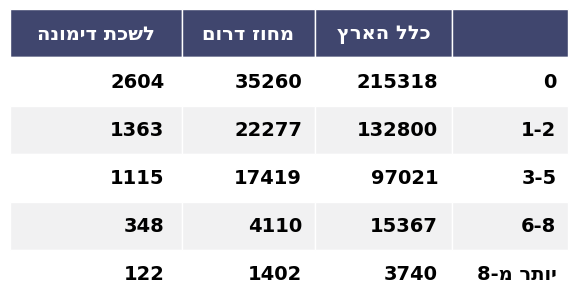 כלל הארץ מחוז דרום לשכת דימונה
0 215318 35260 2604
1-2 132800 22277 1363
3-5 97021 17419 1115
6-8 15367 4110 348
יותר מ-8 3740 1402 122